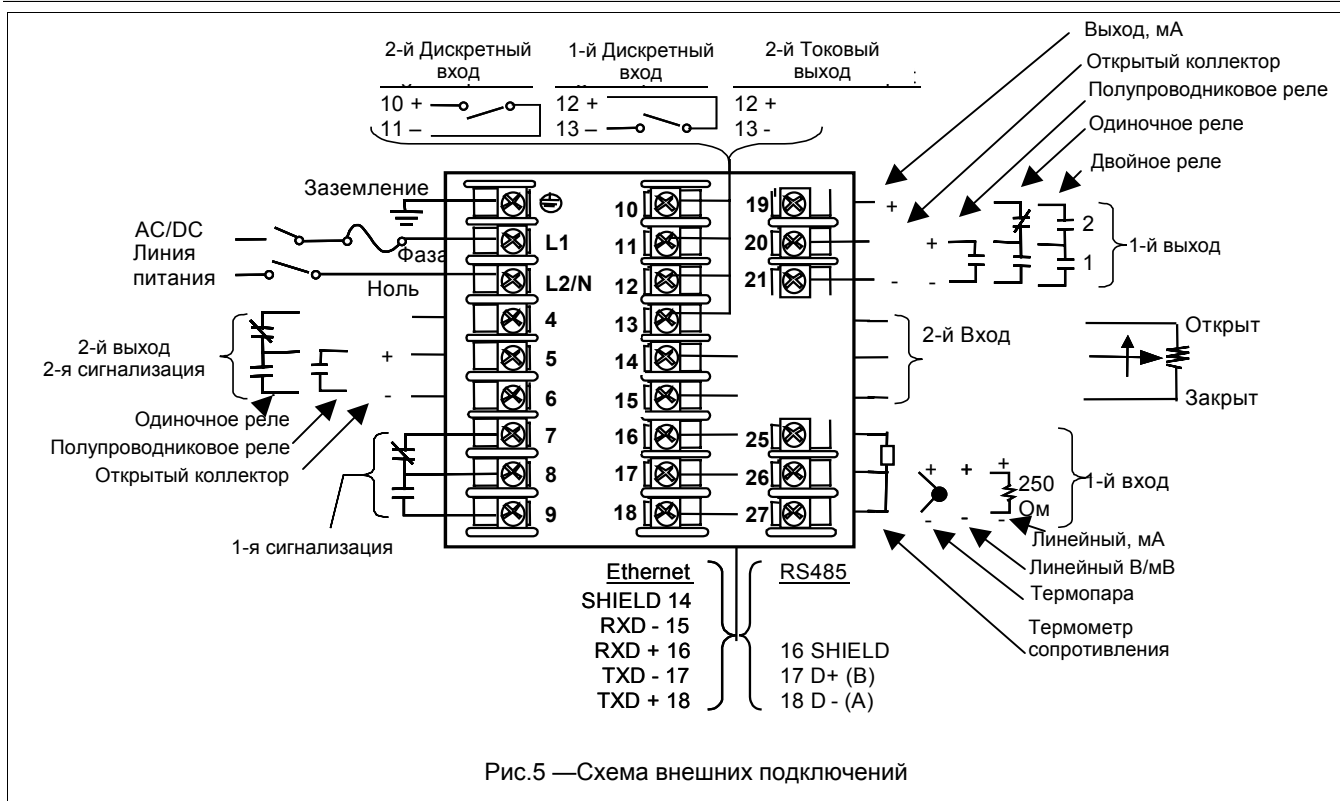 2-й Дискретный
вход
1-й Дискретный
вход
2-й Токовый
выход
10 +
11 –
12 +
13 –
12 +
13 -
Выход, мА
Открытый коллектор
Полупроводниковое реле
Одиночное реле
Двойное реле
Заземление
AC/DC
Линия
питания
Фаза
Ноль
L1
L2/N
4
5
6
7
8
9
10
11
12
13
14
15
16
17
18
19
20
21
25
26
27
+
+
2
1
-
-
1-й выход
2-й выход
2-я сигнализация
+
-
Одиночное реле
Полупроводниковое реле
Открытый коллектор
1-я сигнализация
2-й Вход
Открыт
Закрыт
+
+
+
250
Ом
-
-
-
1-й вход
Линейный, мА
Линейный В/мВ
Термопара
Термометр
сопротивления
Ethernet
SHIELD 14
RXD - 15
RXD + 16
TXD - 17
TXD + 18
RS485
16 SHIELD
17 D+ (B)
18 D - (A)
Рис.5 —Схема внешних подключений